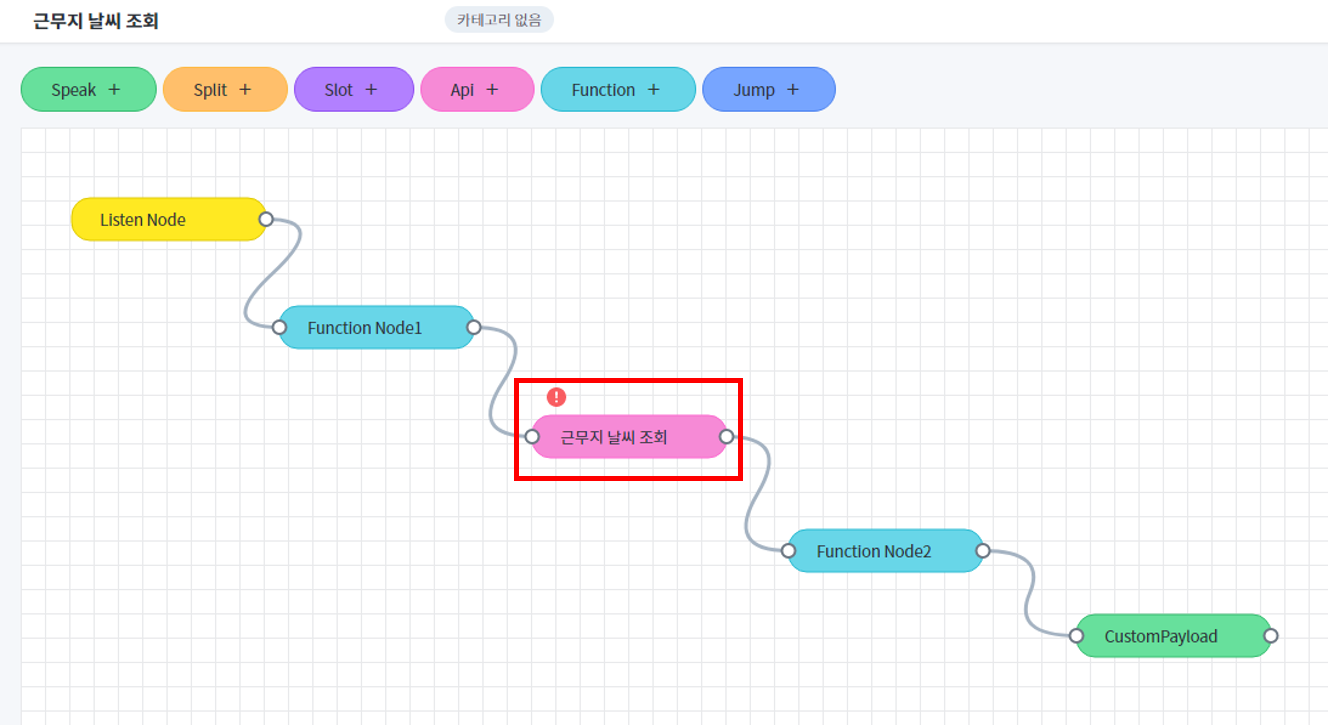 근무지 날씨 조회
카테고리 없음
Speak +
Split +
Slot +
Api +
Function +
Jump +
Listen Node
Function Node1
!
근무지 날씨 조회
Function Node2
CustomPayload